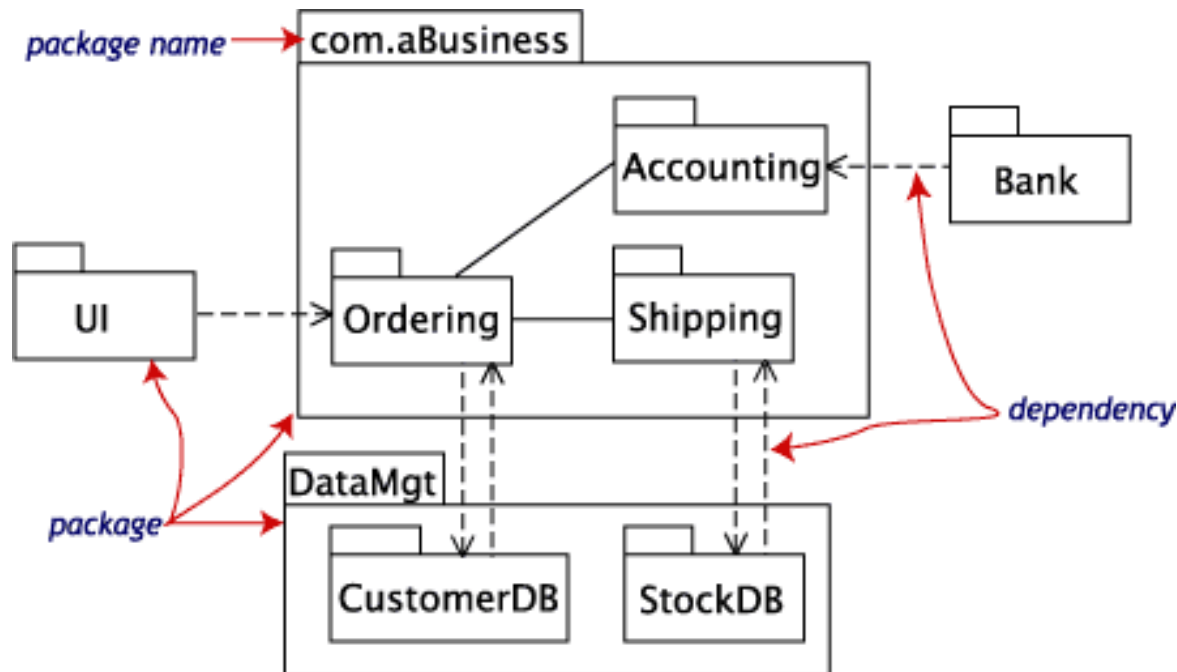 package name
com.aBusiness
Accounting
Bank
UI
Ordering
Shipping
dependency
DataMgt
package
CustomerDB
StockDB